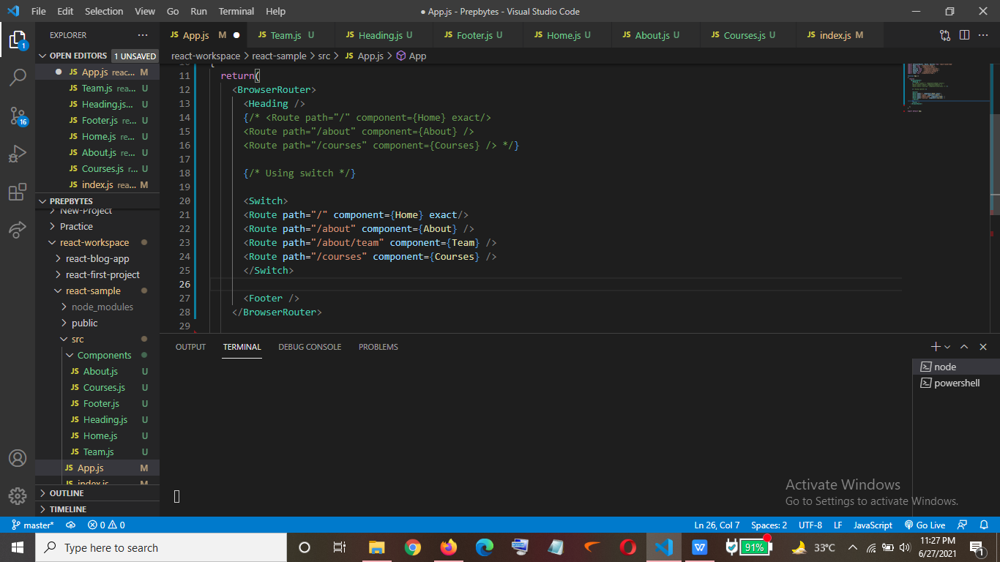 File Edit Selection View Go Run Terminal Help
● App.js - Prepbytes - Visual Studio Code
EXPLORER ···
JS App.js M ●
JS Team.js U
JS Heading.js U
JS Footer.js U
JS Home.js U
JS About.js U
JS Courses.js U
JS index.js M
OPEN EDITORS 1 UNSAVED
● JS App.js reac... M
JS Team.js rea... U
JS Heading.js... U
JS Footer.js re... U
JS Home.js re... U
JS About.js re... U
JS Courses.js r... U
JS index.js rea... M
PREPBYTES
New-Project
Practice
react-workspace
react-blog-app
react-first-project
react-sample
node_modules
public
src
Components
JS About.js U
JS Courses.js U
JS Footer.js U
JS Heading.js U
JS Home.js U
JS Team.js U
JS App.js M
JS index.js M
OUTLINE
TIMELINE
1
16
react-workspace > react-sample > src > JS App.js > App
10 {
11 return(
12 <BrowserRouter>
13 <Heading />
14 {/* <Route path="/" component={Home} exact/>
15 <Route path="/about" component={About} />
16 <Route path="/courses" component={Courses} /> */}
17
18 {/* Using switch */}
19
20 <Switch>
21 <Route path="/" component={Home} exact/>
22 <Route path="/about" component={About} />
23 <Route path="/about/team" component={Team} />
24 <Route path="/courses" component={Courses} />
25 </Switch>
26
27 <Footer />
28 </BrowserRouter>
29
OUTPUT TERMINAL DEBUG CONSOLE PROBLEMS
node
powershell
Activate Windows
Go to Settings to activate Windows.
master* 0 0 Ln 26, Col 7 Spaces: 2 UTF-8 LF JavaScript Go Live
Type here to search
W
91%
33°C
11:27 PM
6/27/2021
1